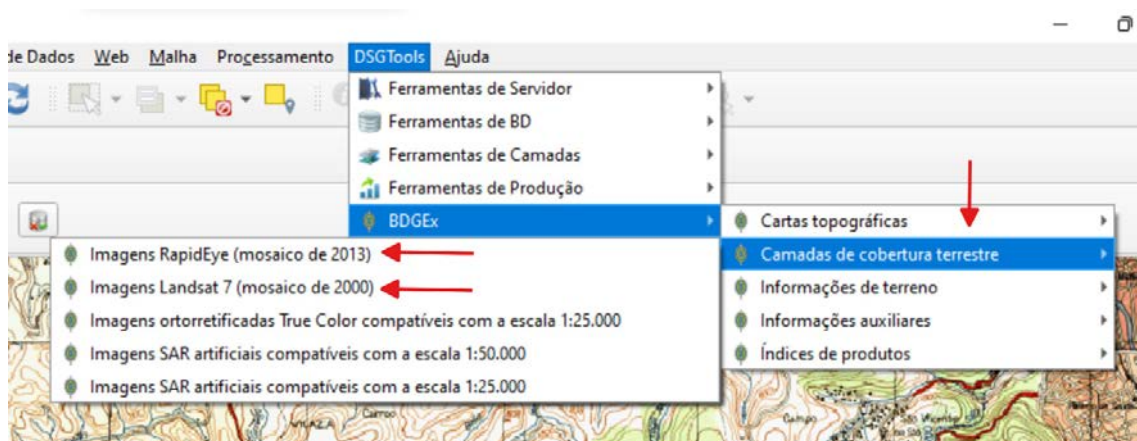 de Dados Web Malha Processamento DSGTools Ajuda
Ferramentas de Servidor
Ferramentas de BD
Ferramentas de Camadas
Ferramentas de Produção
BDGEx
Cartas topográficas
Camadas de cobertura terrestre
Informações de terreno
Informações auxiliares
Índices de produtos
Imagens RapidEye (mosaico de 2013)
Imagens Landsat 7 (mosaico de 2000)
Imagens ortorretificadas True Color compatíveis com a escala 1:25.000
Imagens SAR artificiais compatíveis com a escala 1:50.000
Imagens SAR artificiais compatíveis com a escala 1:25.000